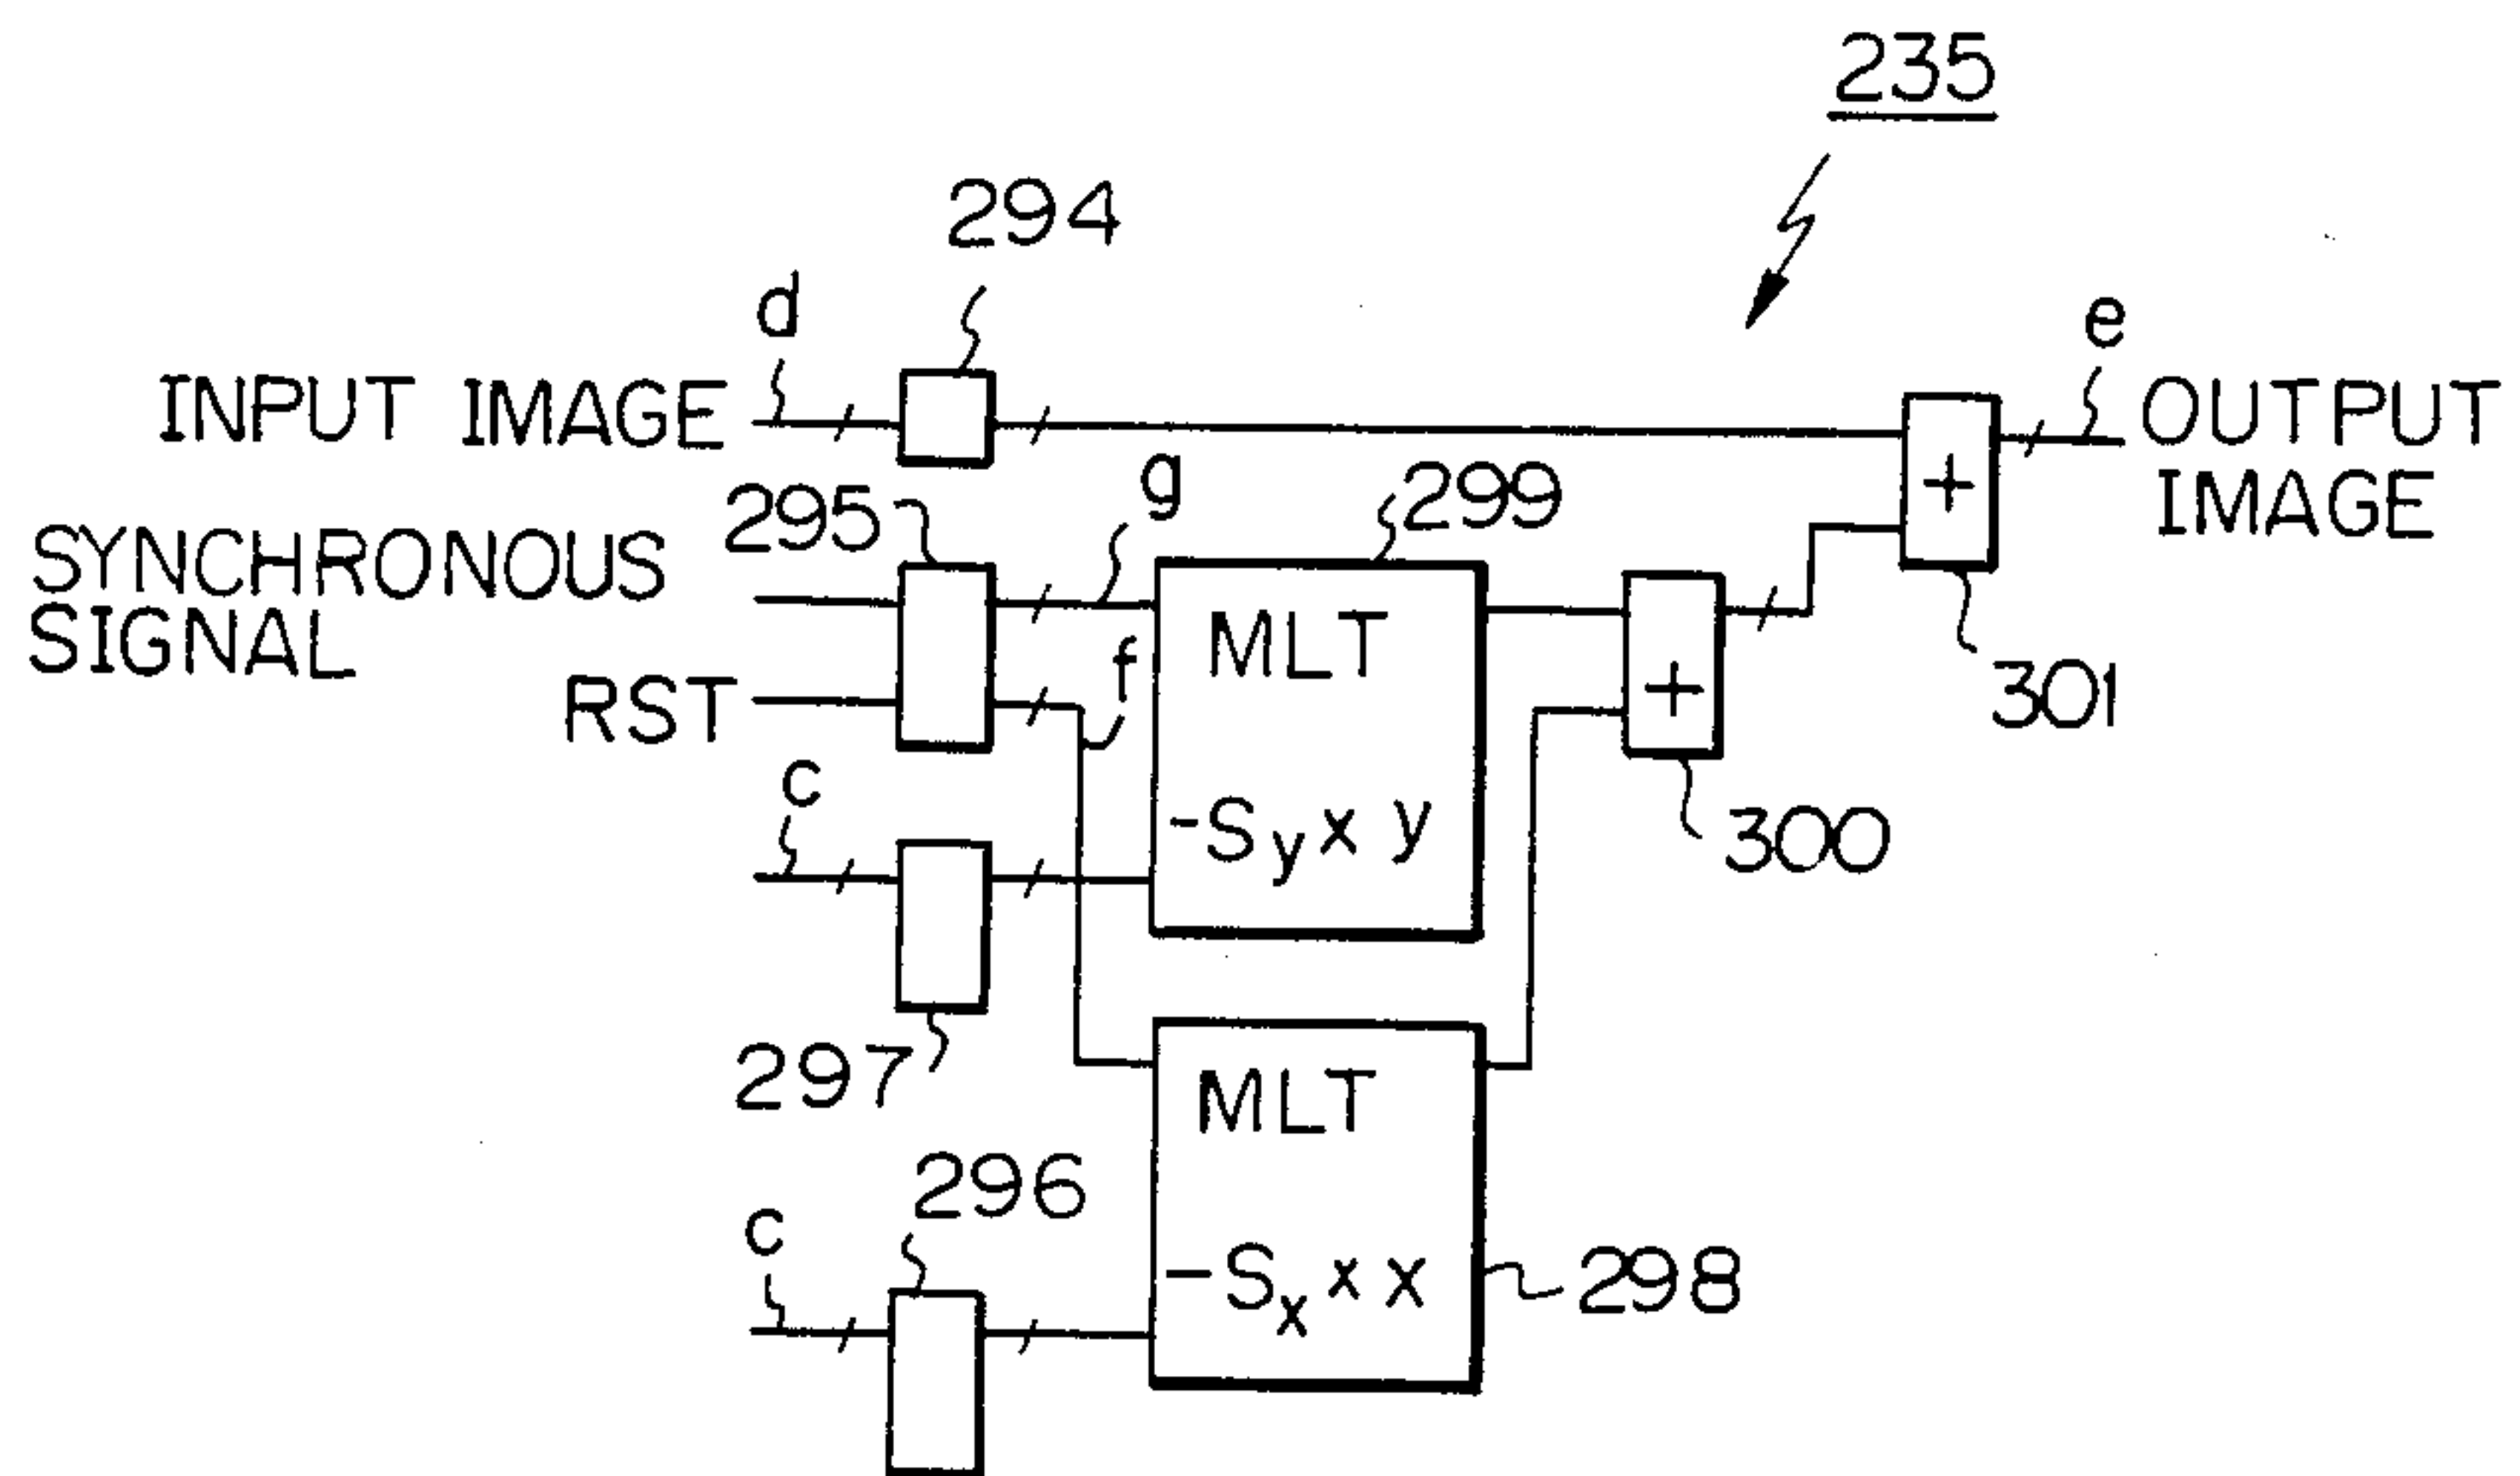 235
294
d
e
INPUT IMAGE
OUTPUT
IMAGE
+
295
g
299
SYNCHRONOUS
SIGNAL
MLT
f
RST
+
301
c
-Sy x y
300
297
MLT
296
c
-Sx x x
298